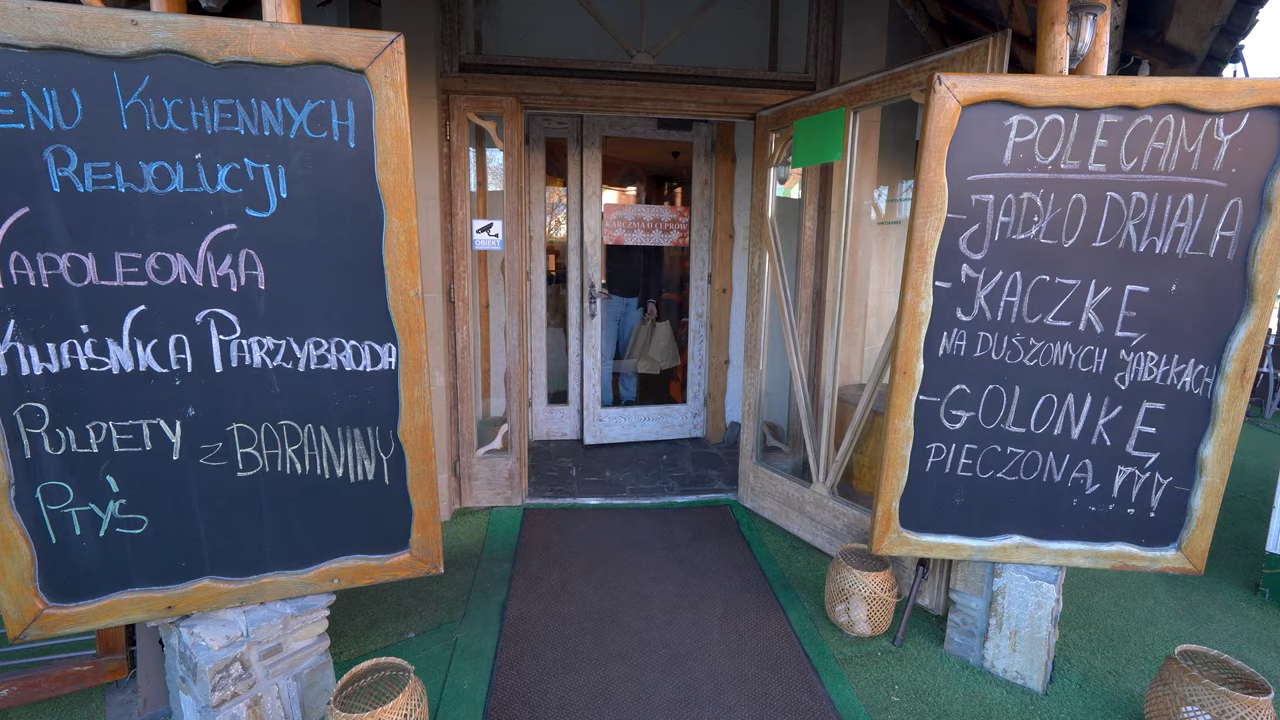 ENU KUCHENNYCH
REWOLUCJI
NAPOLEONKA
KWAŚNICA PARZYBRODA
PULPETY z BARANINY
PTYŚ
OBIEKT
KARCZMA U CEPRÓW
POLECAMY:
-JADŁO DRWALA
-KACZKĘ
NA DUSZONYCH JABŁKACH
-GOLONKĘ
PIECZONĄ !!!